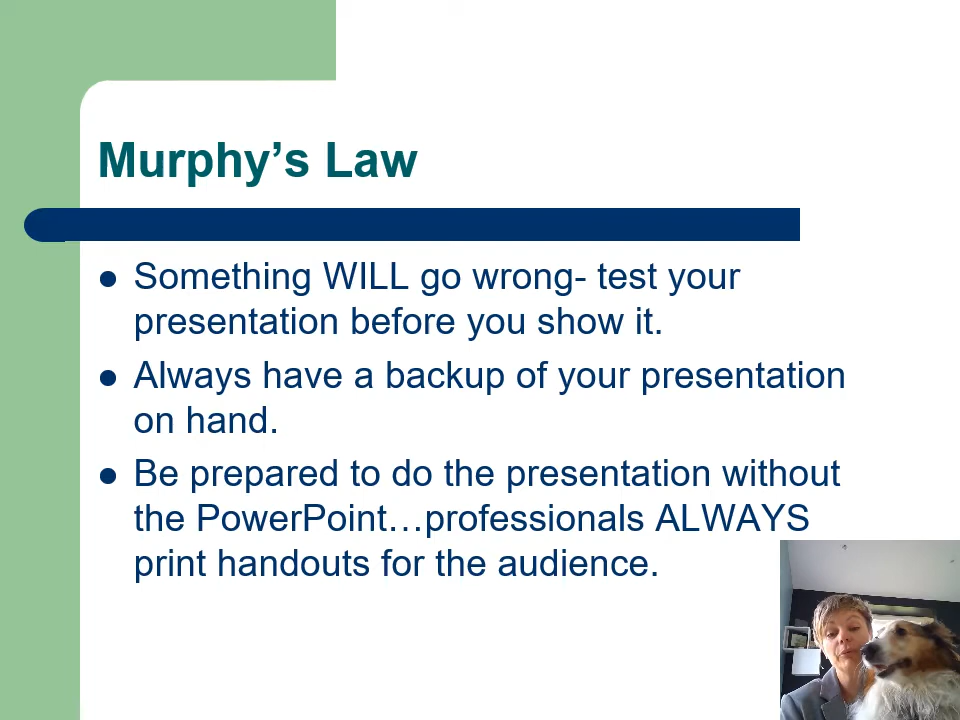 Murphy’s Law
● Something WILL go wrong- test your
presentation before you show it.
● Always have a backup of your presentation
on hand.
● Be prepared to do the presentation without
the PowerPoint…professionals ALWAYS
print handouts for the audience.